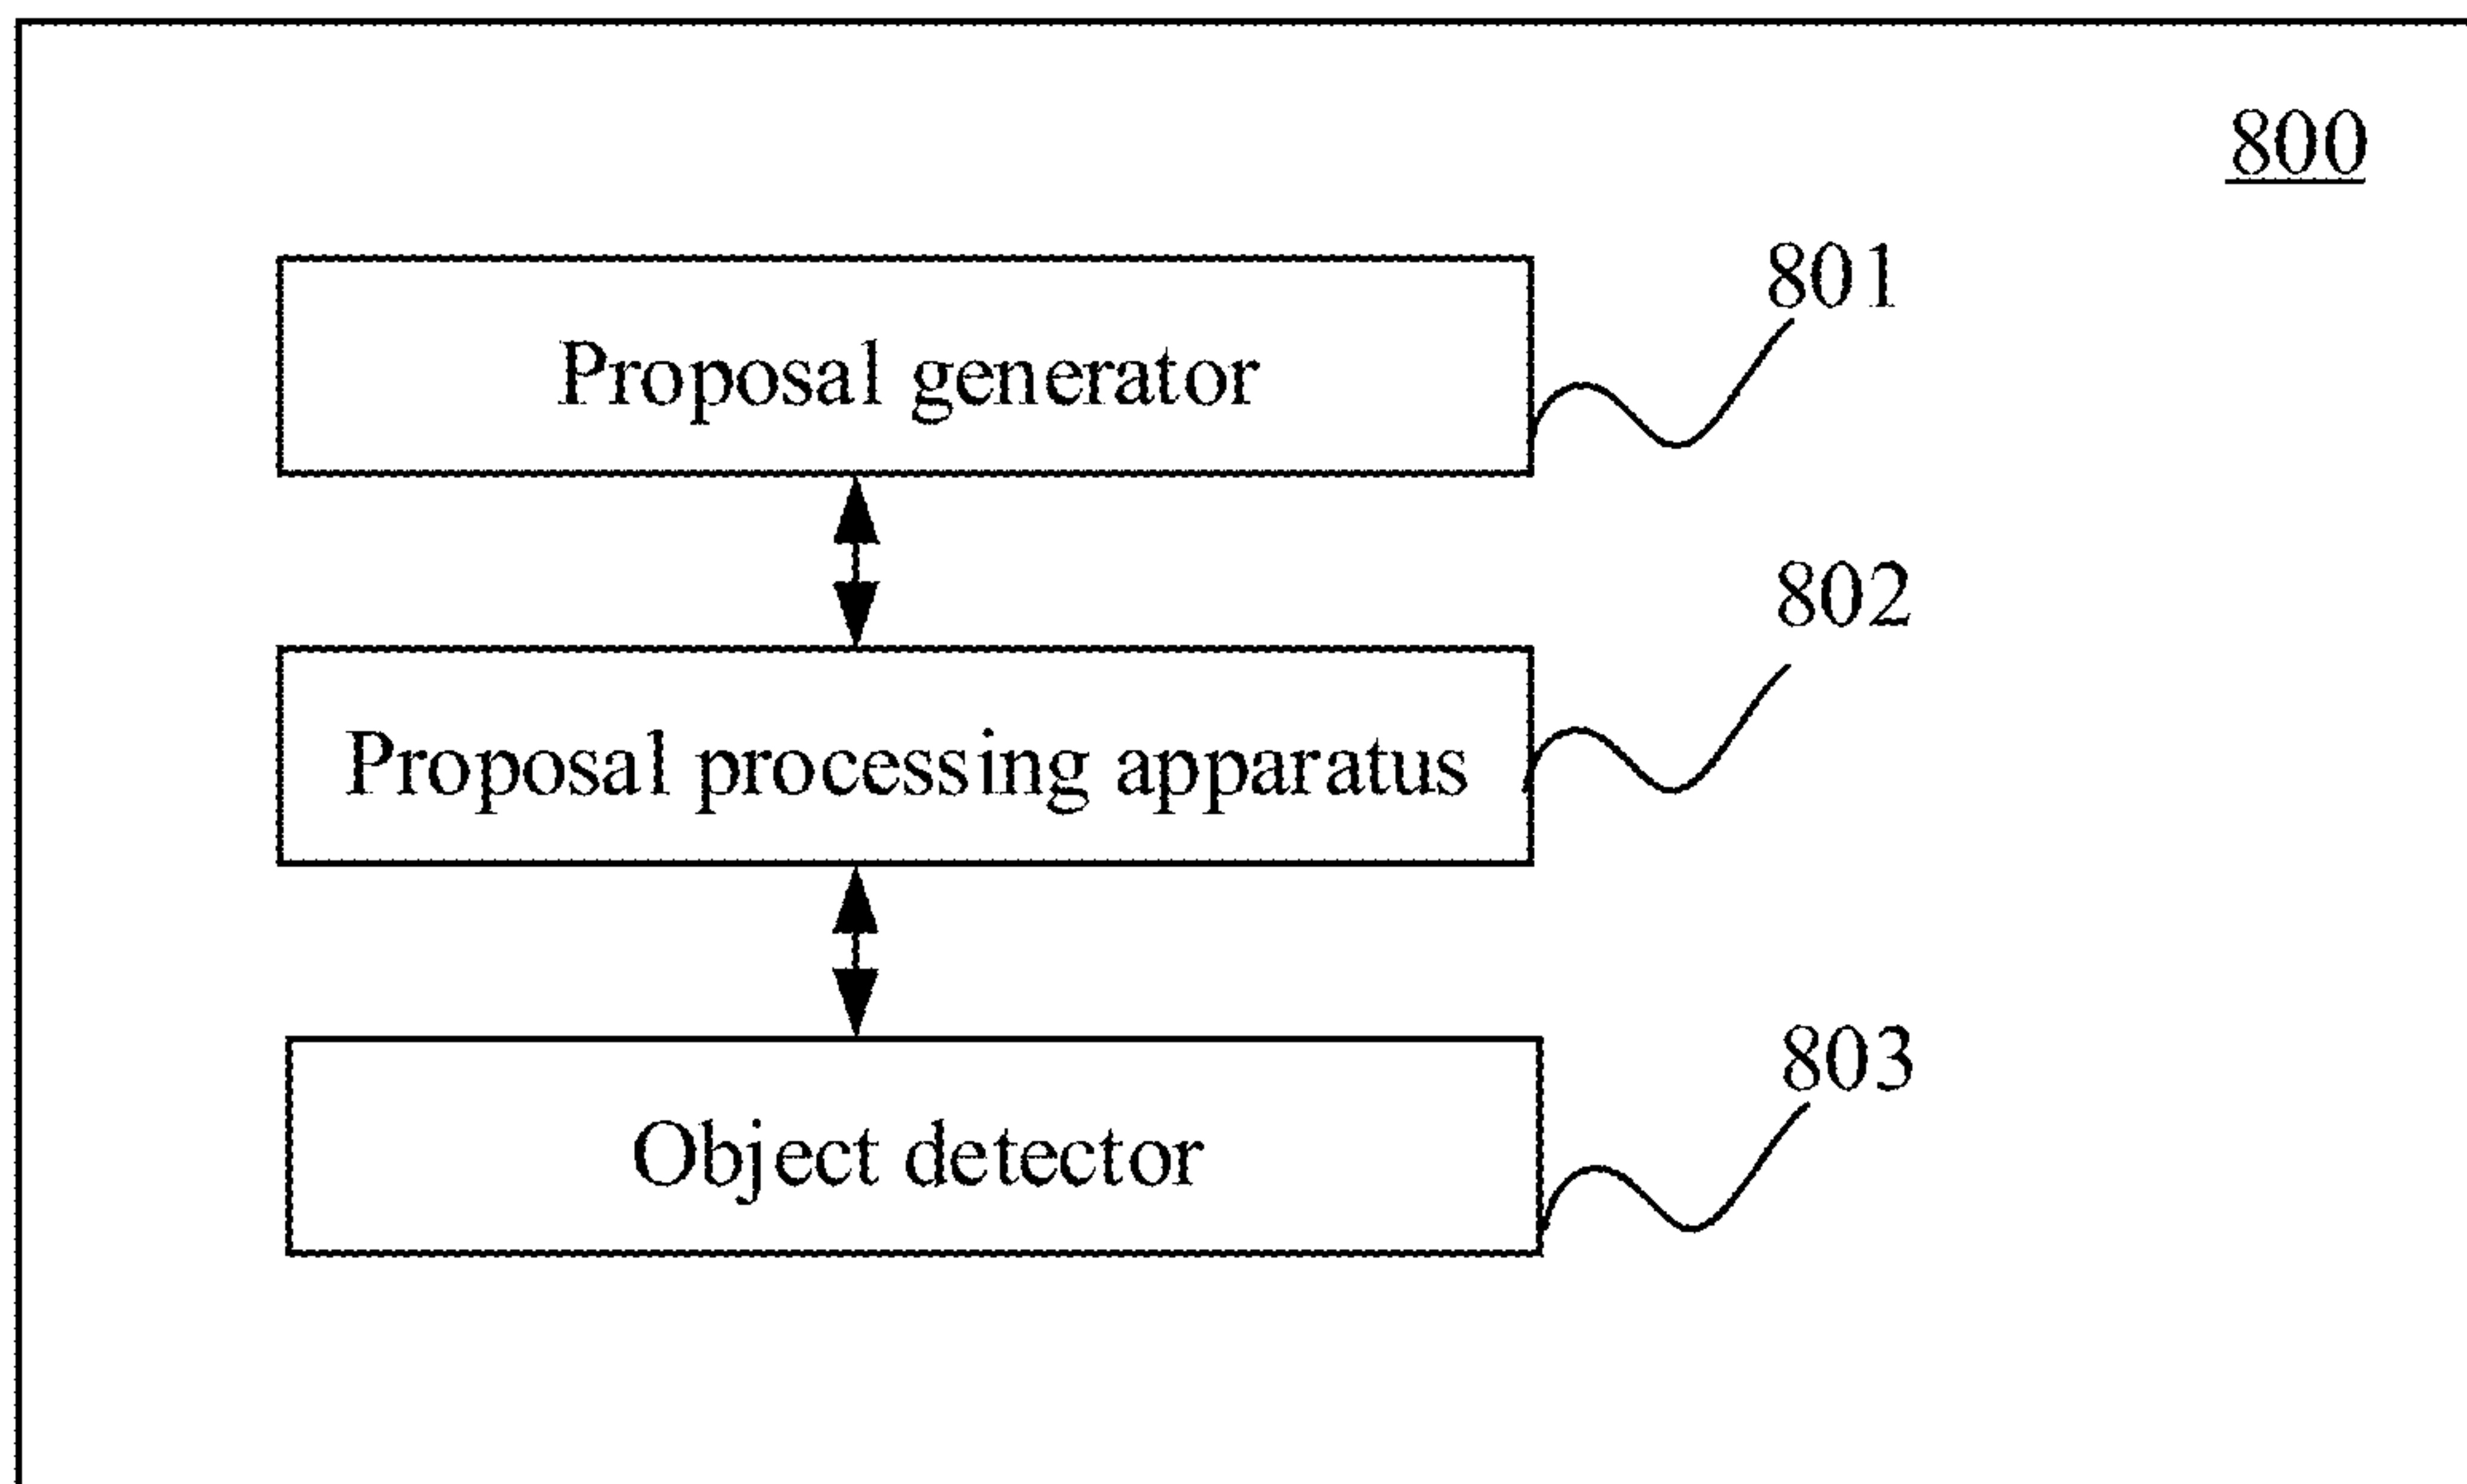 800
801
Proposal generator
802
Proposal processing apparatus
803
Object detector